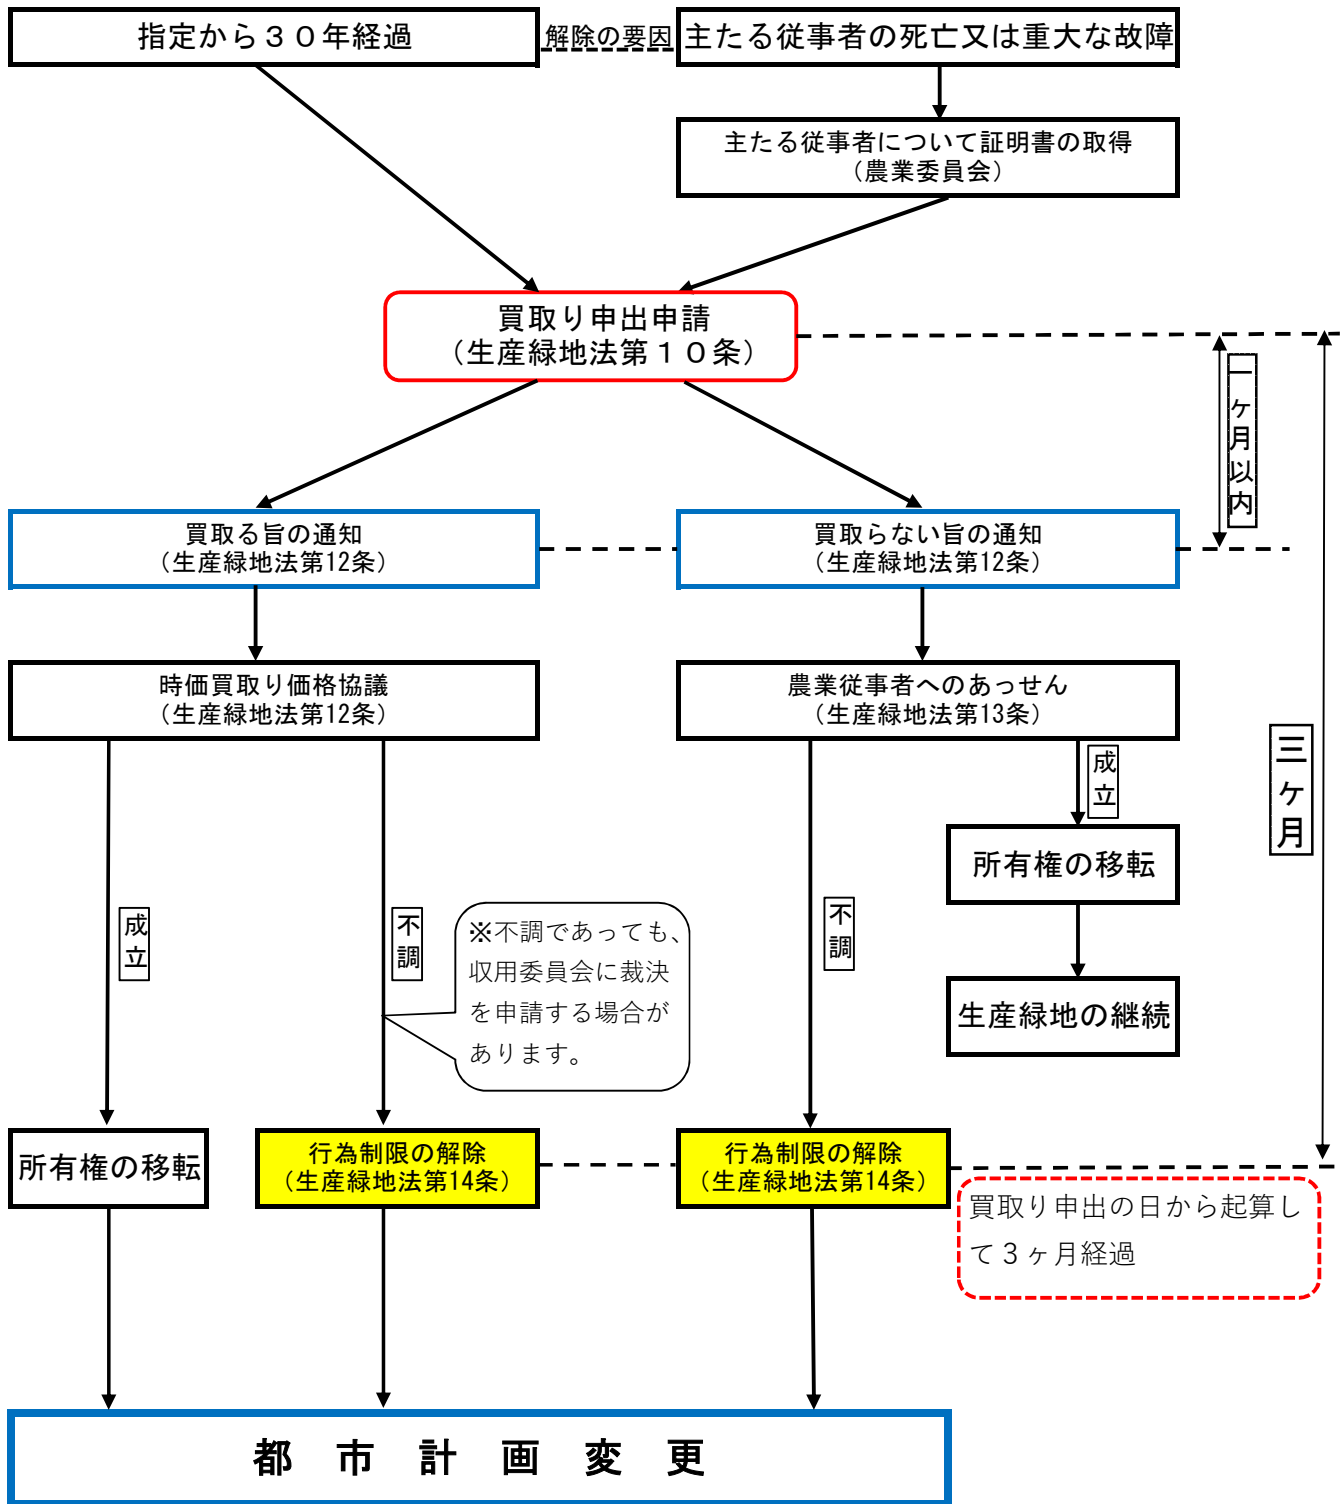 指定から３０年経過
解除の要因
主たる従事者の死亡又は重大な故障
主たる従事者について証明書の取得
（農業委員会）
買取り申出申請
（生産緑地法第１０条）
一ヶ月以内
買取る旨の通知
（生産緑地法第12条）
買取らない旨の通知
（生産緑地法第12条）
時価買取り価格協議
（生産緑地法第12条）
農業従事者へのあっせん
（生産緑地法第13条）
三ヶ月
成立
所有権の移転
成立
不調
※不調であっても、
収用委員会に裁決
を申請する場合が
あります。
不調
生産緑地の継続
所有権の移転
行為制限の解除
（生産緑地法第14条）
行為制限の解除
（生産緑地法第14条）
買取り申出の日から起算し
て３ヶ月経過
都市計画変更